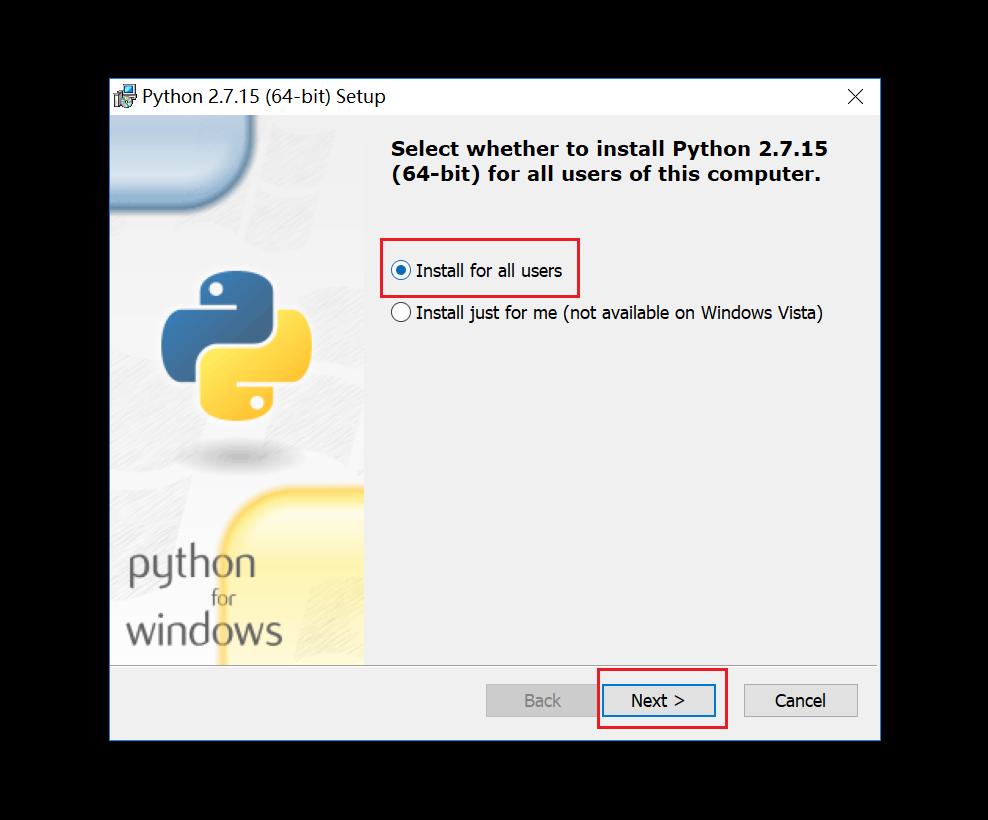 Python 2.7.15 (64-bit) Setup
Select whether to install Python 2.7.15
(64-bit) for all users of this computer.
Install for all users
Install just for me (not available on Windows Vista)
python
for
windows
Back
Next >
Cancel